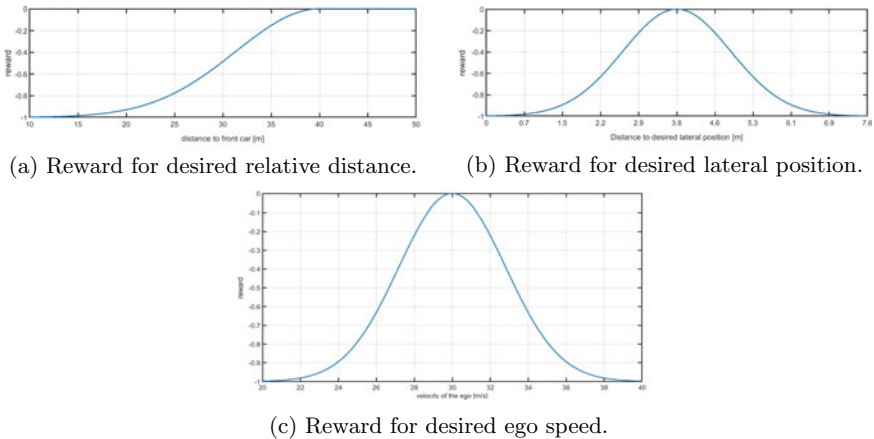 0
-0.2
-0.4
-0.6
-0.8
-1
reward
10 15 20 25 30 35 40 45 50
distance to front car [m]
(a) Reward for desired relative distance.
0
-0.2
-0.4
-0.6
-0.8
-1
reward
0 0.7 1.5 2.2 2.9 3.8 4.6 5.3 6.1 6.9 7.6
Distance to desired lateral position [m]
(b) Reward for desired lateral position.
0
-0.1
-0.2
-0.3
-0.4
-0.5
-0.6
-0.7
-0.8
-0.9
-1
reward
20 22 24 26 28 30 32 34 36 38 40
velocity of the ego [m/s]
(c) Reward for desired ego speed.